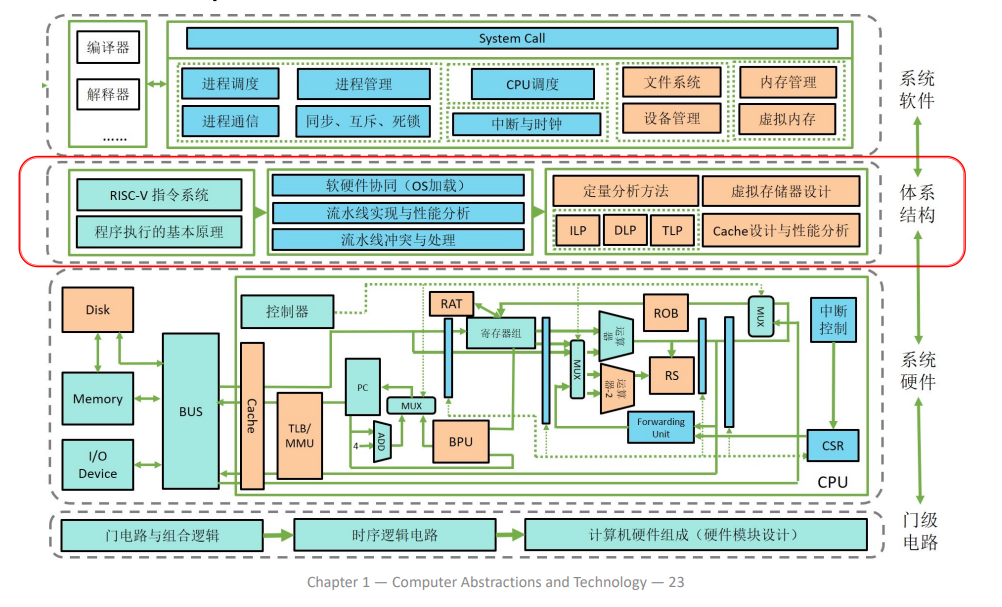 System Call
编译器
解释器
......
进程调度
进程管理
CPU调度
文件系统
内存管理
进程通信
同步、互斥、死锁
中断与时钟
设备管理
虚拟内存
系统
软件
RISC-V 指令系统
程序执行的基本原理
软硬件协同（OS加载）
流水线实现与性能分析
流水线冲突与处理
定量分析方法
虚拟存储器设计
ILP
DLP
TLP
Cache设计与性能分析
体系
结构
Disk
Memory
I/O
Device
BUS
控制器
Cache
TLB/
MMU
PC
MUX
ADD
4
BPU
RAT
寄存器组
MUX
运算
器
运算
器-2
ROB
RS
Forwarding
Unit
MUX
中断
控制
CSR
CPU
系统
硬件
门电路与组合逻辑
时序逻辑电路
计算机硬件组成（硬件模块设计）
门级
电路
Chapter 1 — Computer Abstractions and Technology — 23